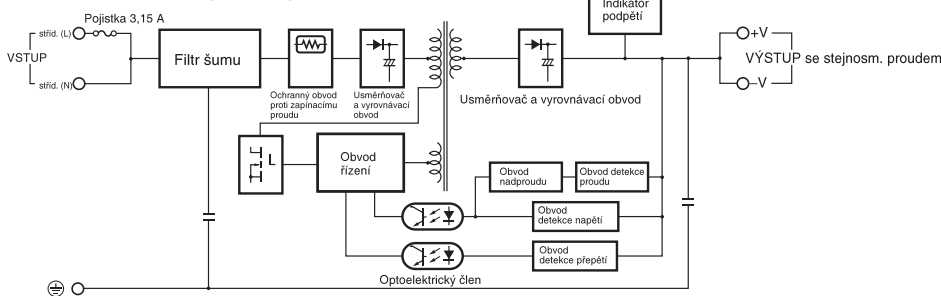 Indikátor
podpětí
Pojistka 3,15 A
stříd. (L)
VSTUP
stříd. (N)
Filtr šumu
Ochranný obvod
proti zapínacímu
proudu
Usměrňovač
a vyrovnávací
obvod
Usměrňovač a vyrovnávací obvod
+V
VÝSTUP se stejnosm. proudem
–V
L
Obvod
řízení
Obvod
nadproudu
Obvod detekce
proudu
Obvod
detekce napětí
Obvod
detekce přepětí
Optoelektrický člen